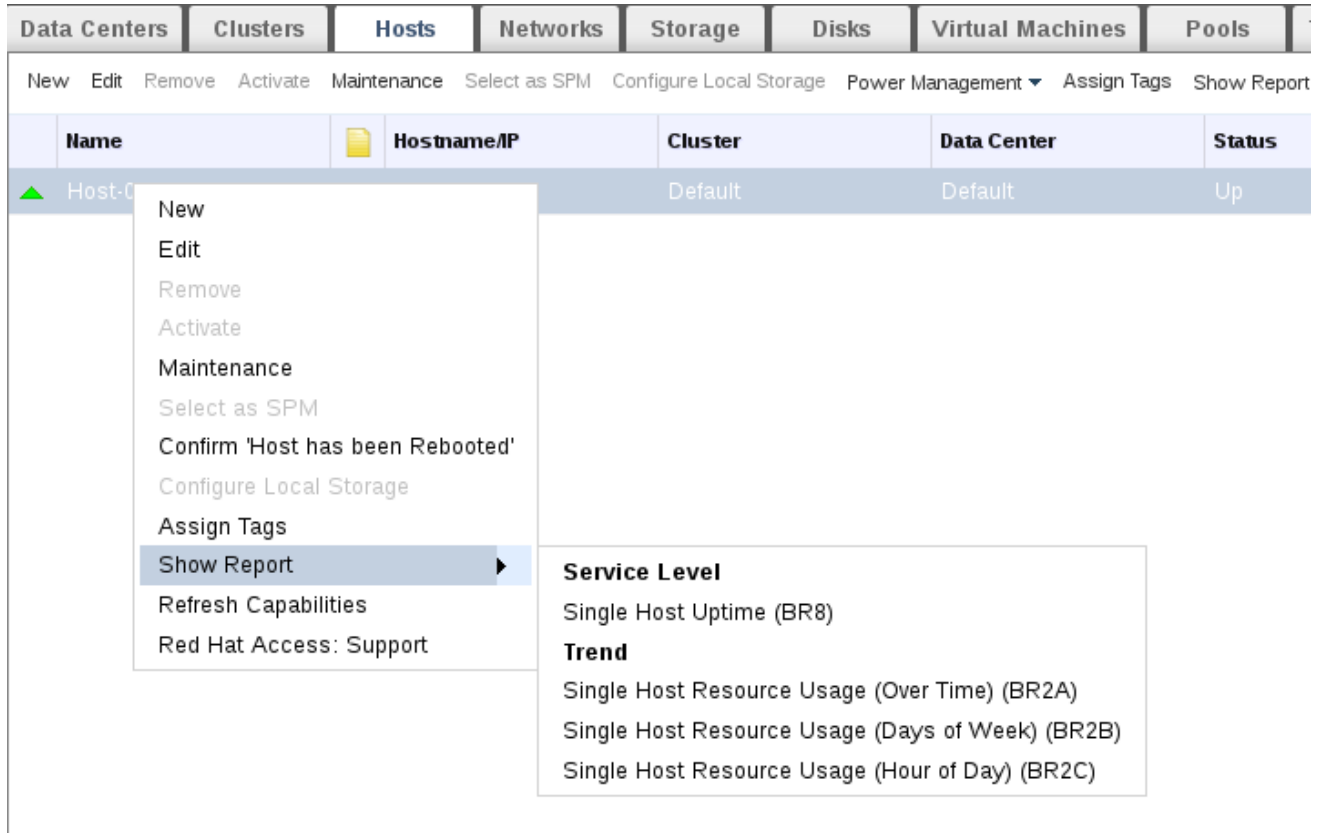 Data Centers Clusters Hosts Networks Storage Disks Virtual Machines Pools
New Edit Remove Activate Maintenance Select as SPM Configure Local Storage Power Management Assign Tags Show Report
Name Hostname/IP Cluster Data Center Status
Default Default Up
New
Edit
Remove
Activate
Maintenance
Select as SPM
Confirm 'Host has been Rebooted'
Configure Local Storage
Assign Tags
Show Report
Refresh Capabilities
Red Hat Access: Support
Service Level
Single Host Uptime (BR8)
Trend
Single Host Resource Usage (Over Time) (BR2A)
Single Host Resource Usage (Days of Week) (BR2B)
Single Host Resource Usage (Hour of Day) (BR2C)